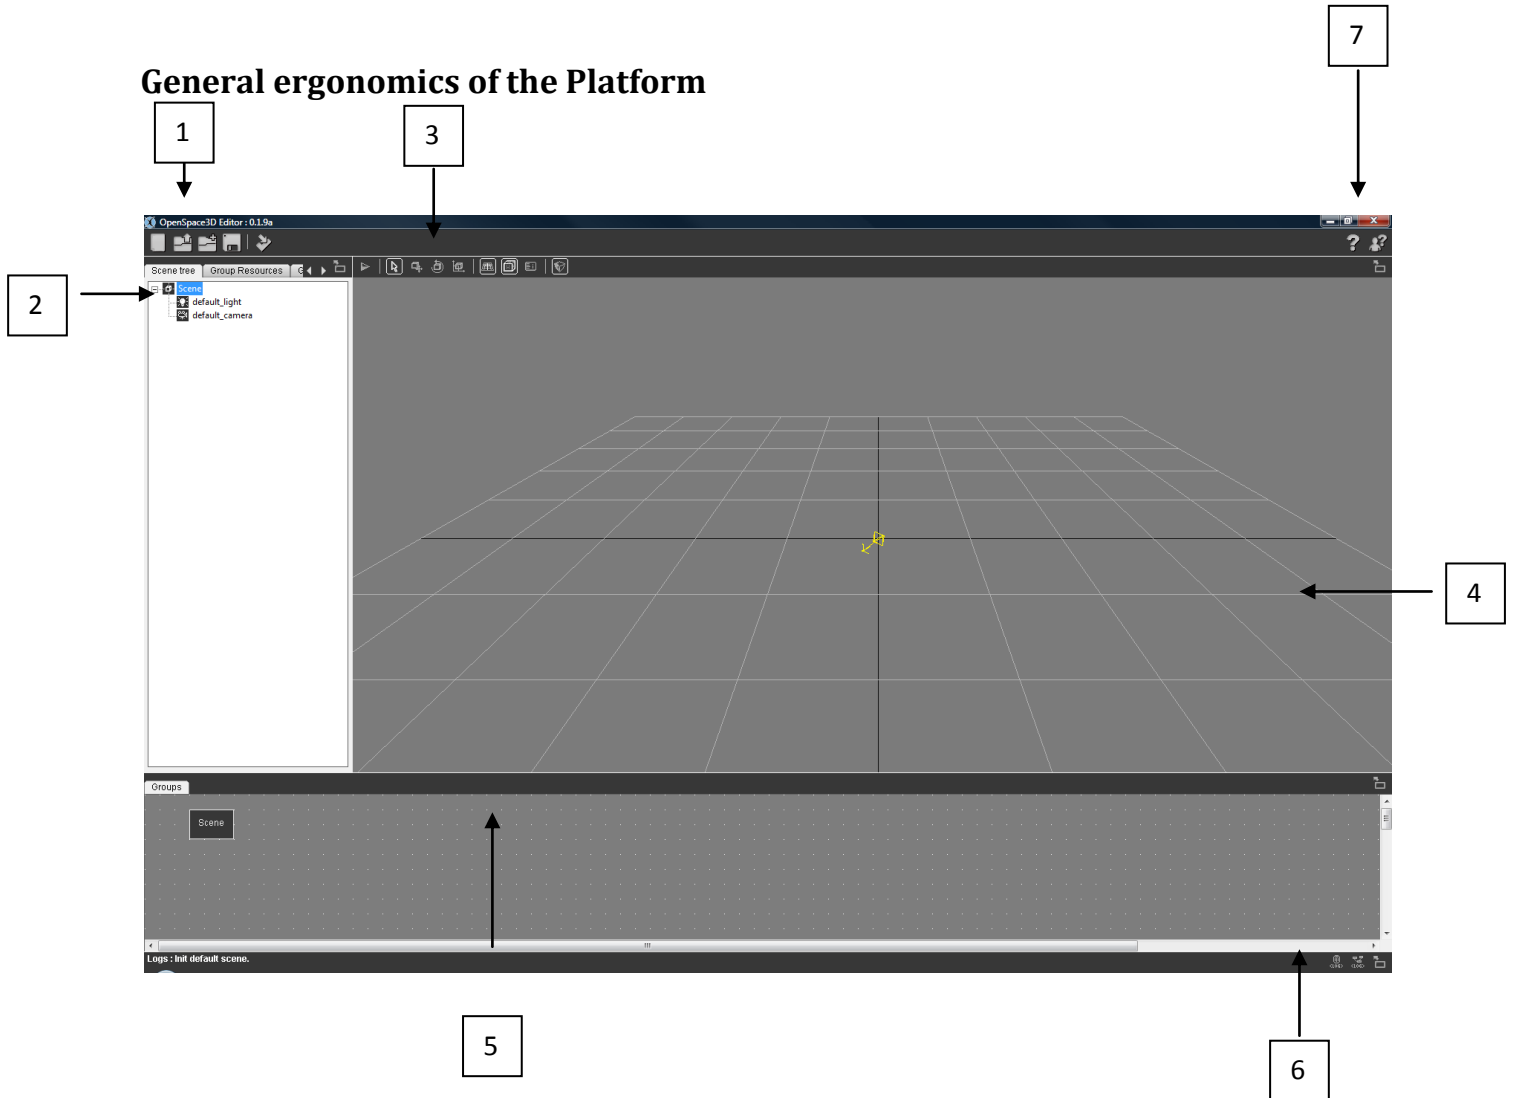 7
General ergonomics of the Platform
1
3
OpenSpace3D Editor : 0.1.9a
Scene tree Group Resources
2
Scene
default_light
default_camera
4
Groups
Scene
Logs : Init default scene.
5
6